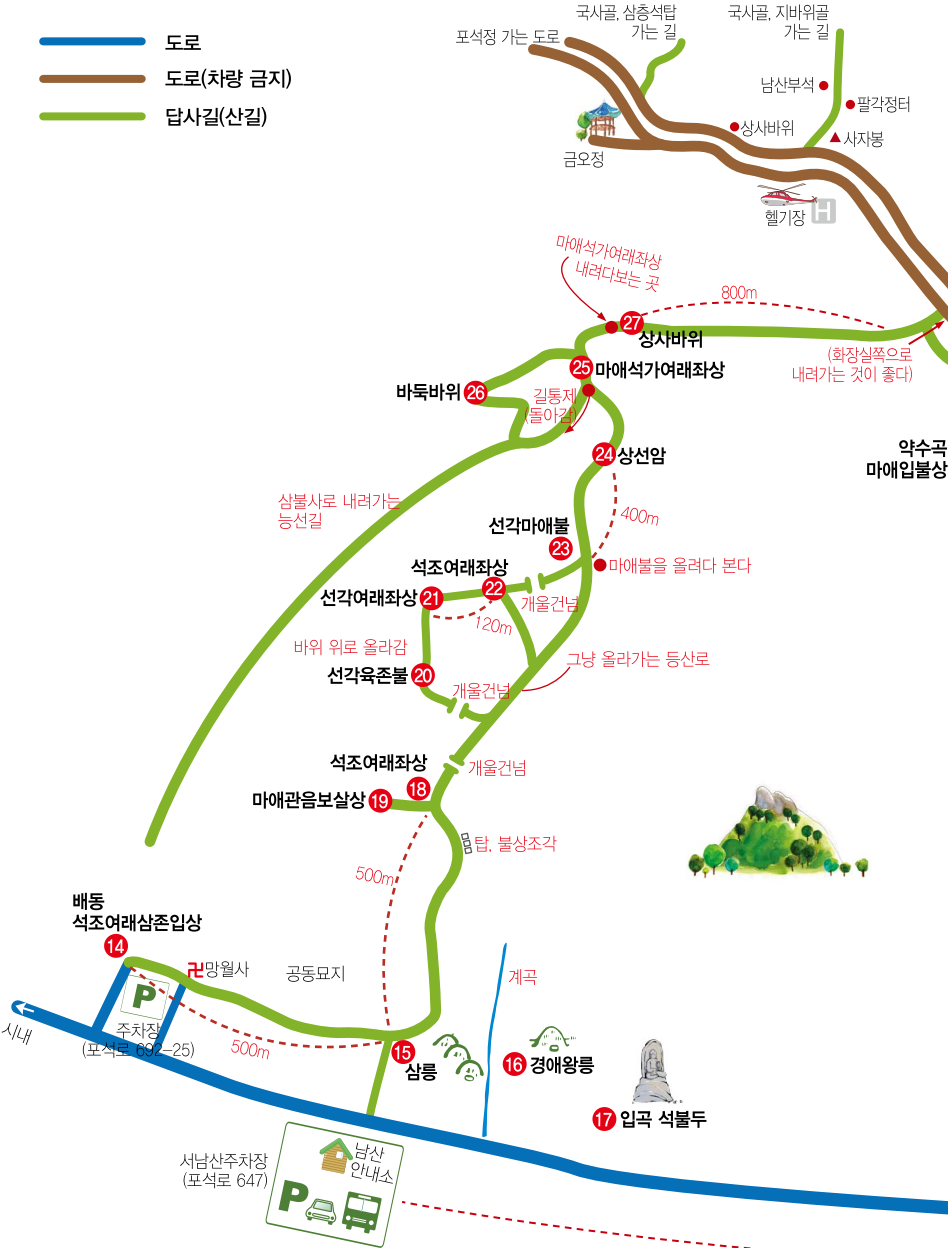 도로
도로(차량 금지)
답사길(산길)
포석정 가는 도로
국사골, 삼층석탑
가는 길
국사골, 지바위골
가는 길
남산부석
팔각정터
상사바위
사자봉
금오정
헬기장
H
마애석가여래좌상
내려다보는 곳
800m
27
상사바위
(화장실쪽으로
내려가는 것이 좋다)
25 마애석가여래좌상
바둑바위 26
길통제
(돌아감)
24 상선암
약수곡
마애입불상
삼불사로 내려가는
능선길
400m
선각마애불
23
마애불을 올려다 본다
석조여래좌상
22
선각여래좌상 21
개울건넘
120m
바위 위로 올라감
선각육존불 20
그냥 올라가는 등산로
개울건넘
석조여래좌상
18
개울건넘
마애관음보살상 19
탑, 불상조각
500m
배동
석조여래삼존입상
14
卍망월사
공동묘지
계곡
P
주차장
(포석로 692-25)
시내
500m
15
삼릉
16 경애왕릉
17 입곡 석불두
서남산주차장
(포석로 647)
남산
안내소
P